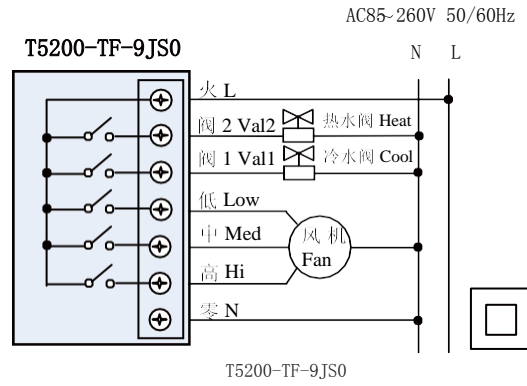 AC85~260V 50/60Hz
T5200-TF-9JS0
N L
火 L
阀 2 Val2 热水阀 Heat
阀 1 Val1 冷水阀 Cool
低 Low
中 Med
风机
Fan
高 Hi
零 N
T5200-TF-9JS0